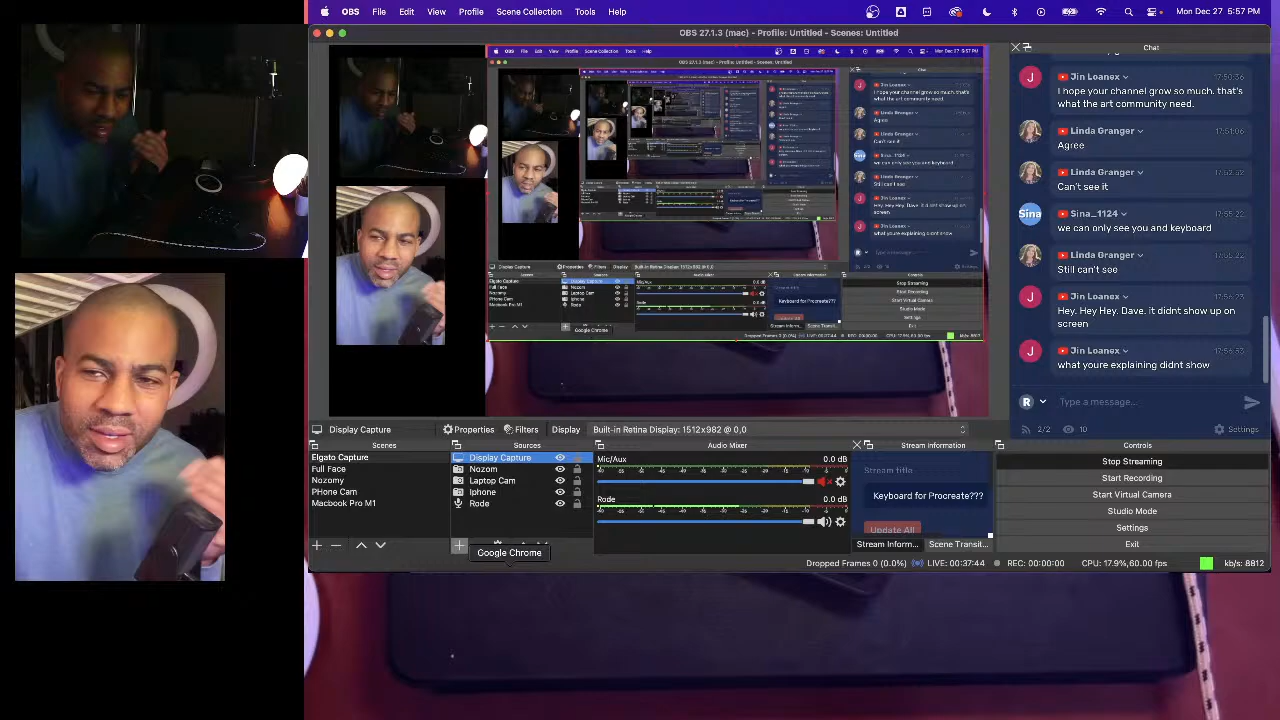 OBS File Edit View Profile Scene Collection Tools Help
Mon Dec 27 5:57 PM
OBS 27.1.3 (mac) - Profile: Untitled - Scenes: Untitled
Chat
Jin Loanex
I hope your channel grow so much. that's
what the art community need.
Linda Granger
Agree
Linda Granger
Can't see it
Sina_1124
we can only see you and keyboard
Linda Granger
17:55:22
Still can't see
Jin Loanex
Hey. Hey Hey. Dave. it didnt show up
screen
Jin Loanex
what youre explaining didnt show
R Type a message...
2/2 10 Settings
Display Capture Properties Filters Display Built-in Retina Display: 1512x982 @ 0,0
Scenes Sources Audio Mixer Stream Information Controls
Elgato Capture
Full Face
Nozomy
PHone Cam
Macbook Pro M1
Display Capture
Nozom
Laptop Cam
Iphone
Rode
Google Chrome
Mic/Aux 0.0 dB
Rode 0.0 dB
Stream title
Keyboard for Procreate???
Update All
Stream Inform... Scene Transit...
Stop Streaming
Start Recording
Start Virtual Camera
Studio Mode
Settings
Exit
Dropped Frames 0 (0.0%) LIVE: 00:37:44 REC: 00:00:00 CPU: 17.9%,60.00 fps kb/s: 8812